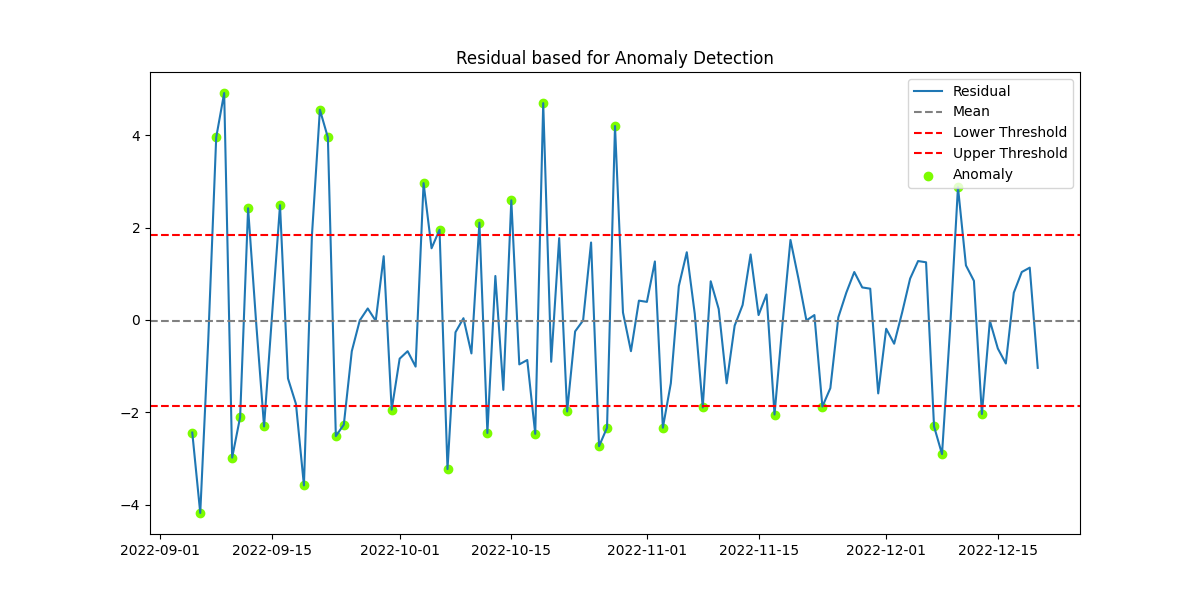 Residual based for Anomaly Detection
Residual
Mean
Lower Threshold
Upper Threshold
Anomaly
4
2
0
−2
−4
2022-09-01
2022-09-15
2022-10-01
2022-10-15
2022-11-01
2022-11-15
2022-12-01
2022-12-15